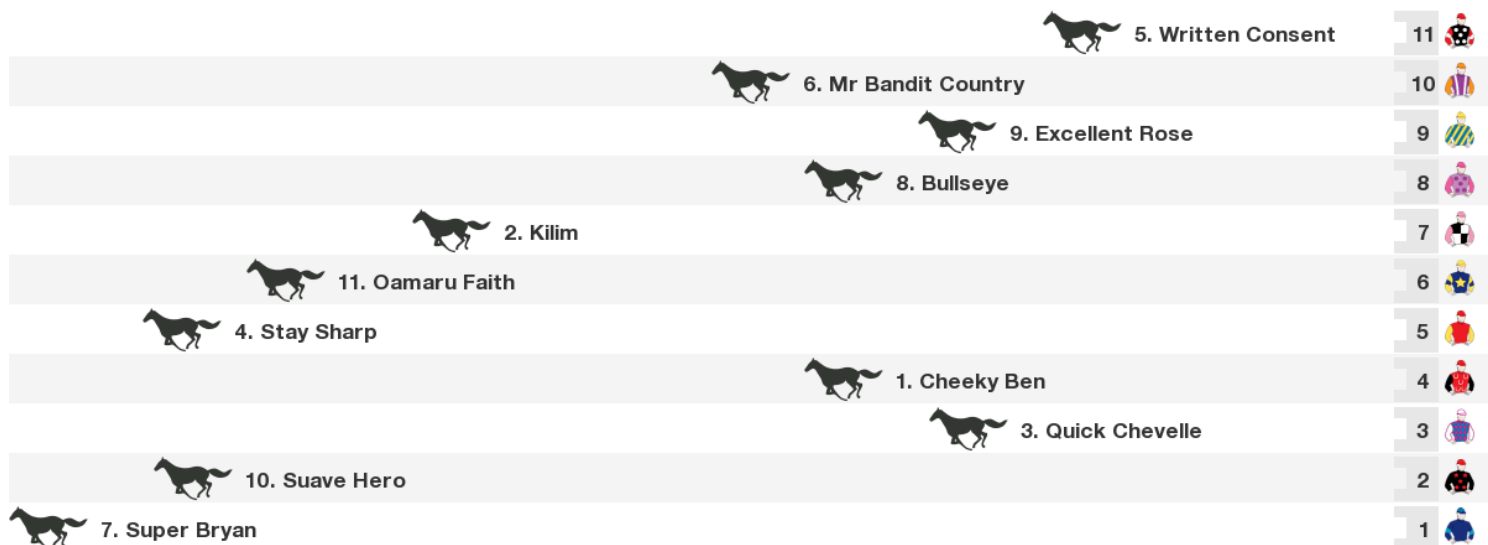 5. Written Consent 11
6. Mr Bandit Country 10
9. Excellent Rose 9
8. Bullseye 8
2. Kilim 7
11. Oamaru Faith 6
4. Stay Sharp 5
1. Cheeky Ben 4
3. Quick Chevelle 3
10. Suave Hero 2
7. Super Bryan 1